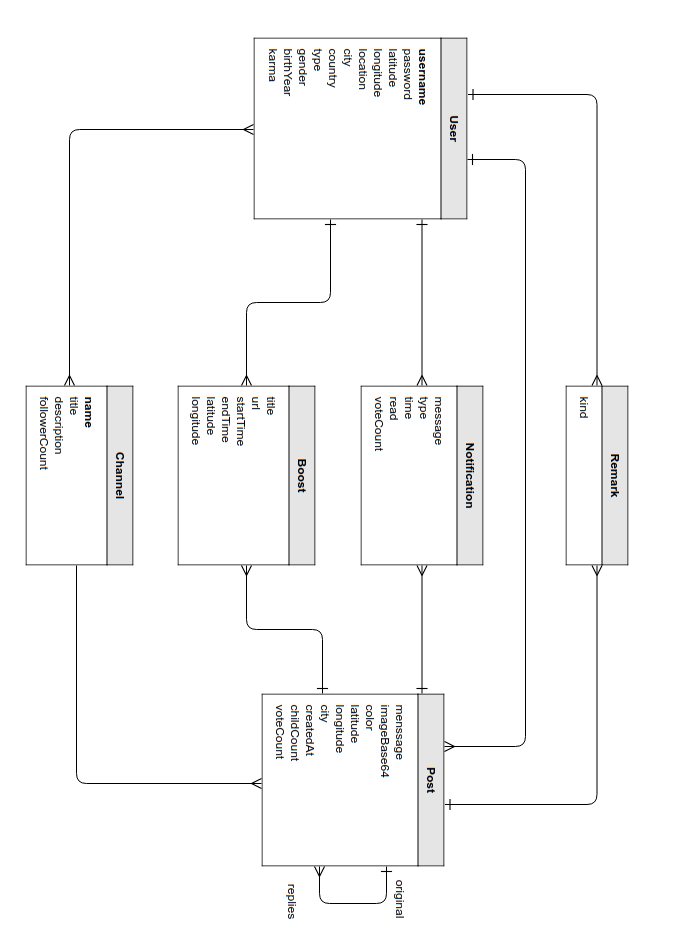 User
username
password
latitude
longitude
location
city
country
type
gender
birthYear
karma
Remark
kind
Notification
message
type
time
read
voteCount
Boost
title
url
startTime
endTime
latitude
longitude
Channel
name
title
description
followerCount
Post
menssage
imageBase64
color
latitude
longitude
city
createdAt
childCount
voteCount
original
replies